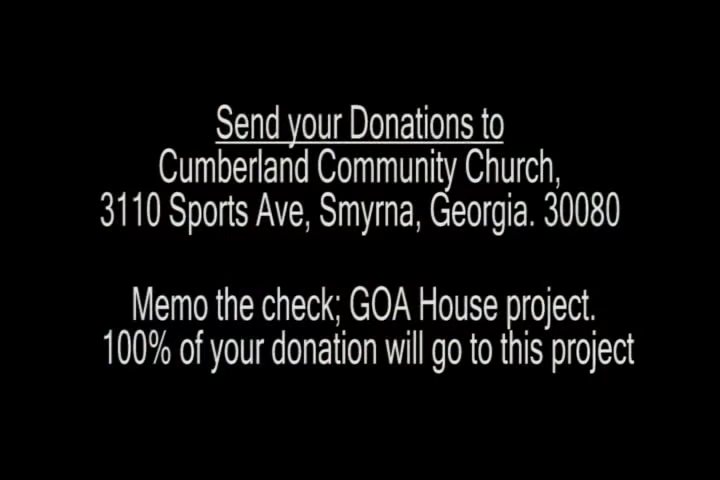 Send your Donations to
Cumberland Community Church,
3110 Sports Ave, Smyrna, Georgia. 30080
Memo the check; GOA House project.
100% of your donation will go to this project